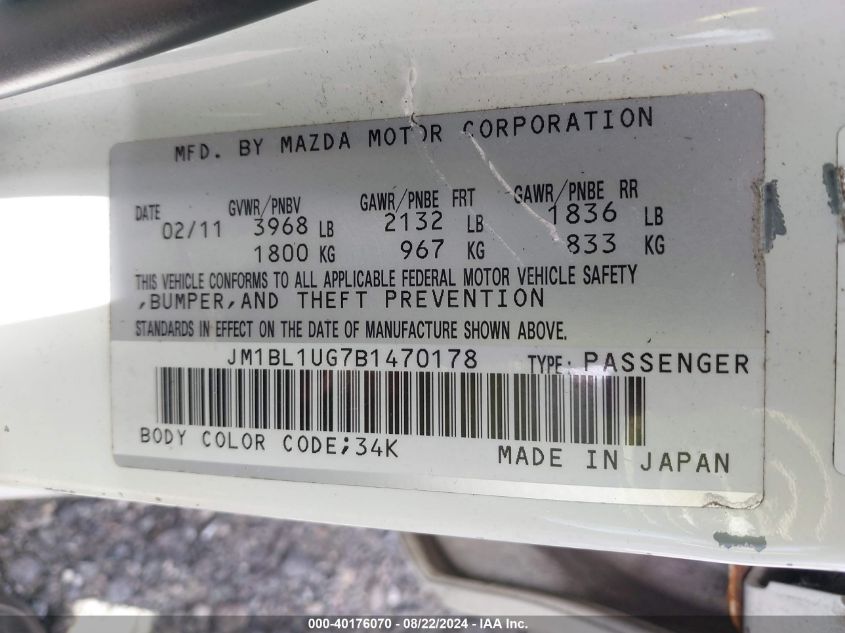 MFD. BY MAZDA MOTOR CORPORATION
DATE GVWR/PNBV GAWR/PNBE FRT GAWR/PNBE RR
02/11 3968 LB 2132 LB 1836 LB
1800 KG 967 KG 833 KG
THIS VEHICLE CONFORMS TO ALL APPLICABLE FEDERAL MOTOR VEHICLE SAFETY
,BUMPER,AND THEFT PREVENTION
STANDARDS IN EFFECT ON THE DATE OF MANUFACTURE SHOWN ABOVE.
JM1BL1UG7B1470178 TYPE: PASSENGER
BODY COLOR CODE;34K
MADE IN JAPAN
000-40176070 - 08/22/2024 - IAA Inc.